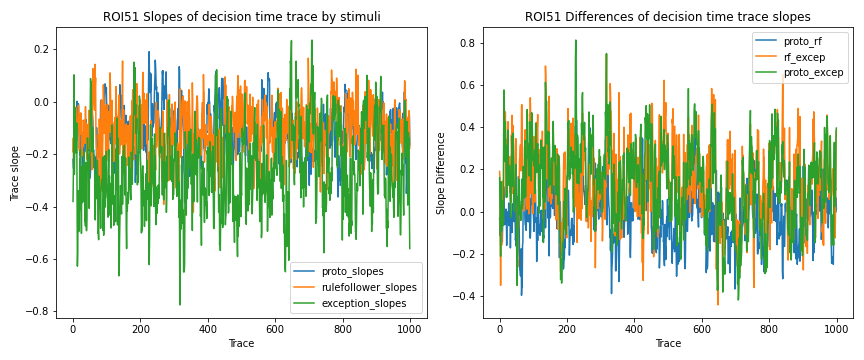 ROI51 Slopes of decision time trace by stimuli
0.2
0.0
−0.2
−0.4
−0.6
−0.8
Trace slope
0
200
400
600
800
1000
Trace
proto_slopes
rulefollower_slopes
exception_slopes
ROI51 Differences of decision time trace slopes
0.8
0.6
0.4
0.2
0.0
−0.2
−0.4
Slope Difference
0
200
400
600
800
1000
Trace
proto_rf
rf_excep
proto_excep